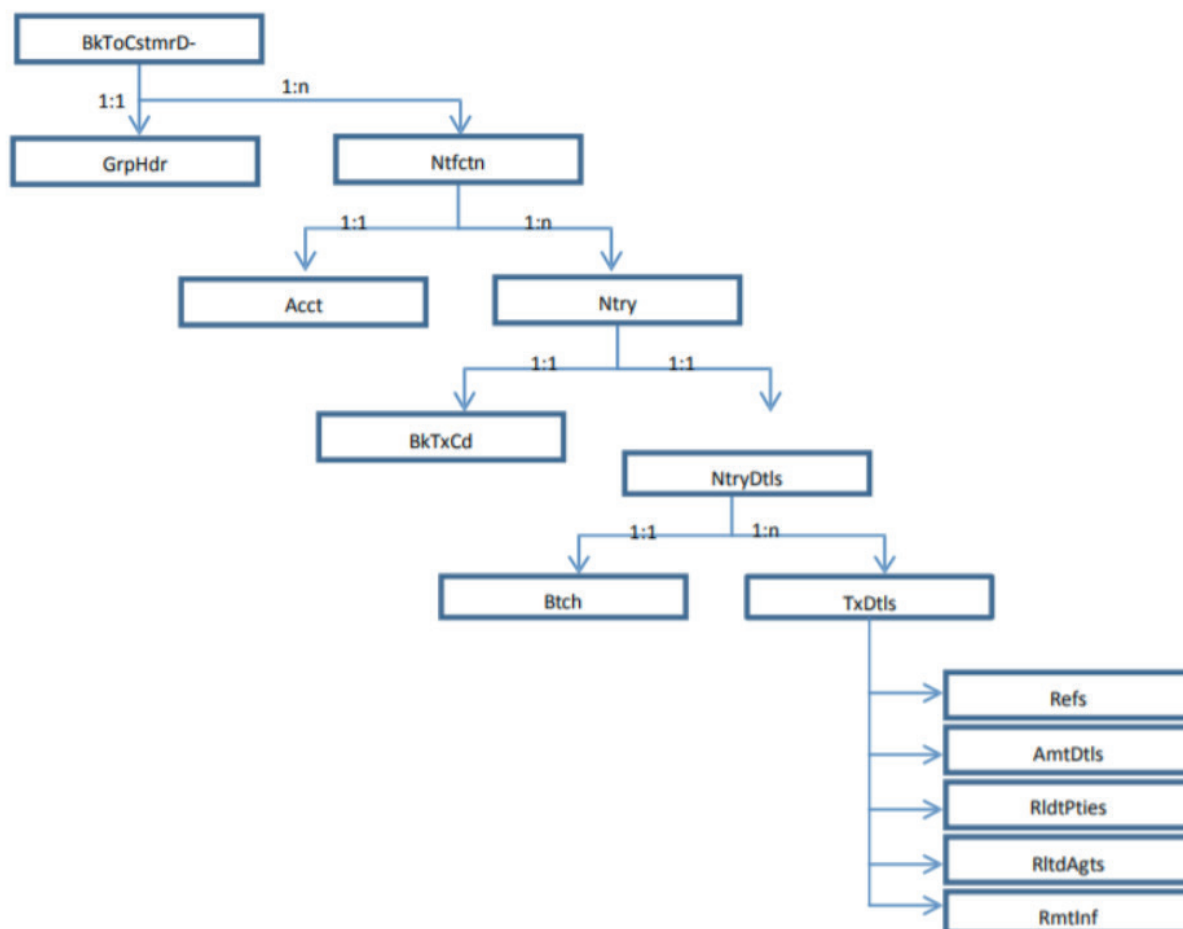 BkToCstmrD-
1:1
1:n
GrpHdr
Ntfctn
1:1
1:n
Acct
Ntry
1:1
1:1
BkTxCd
NtryDtls
1:1
1:n
Btch
TxDtls
Refs
AmtDtls
RldtPties
RltdAgts
RmtInf